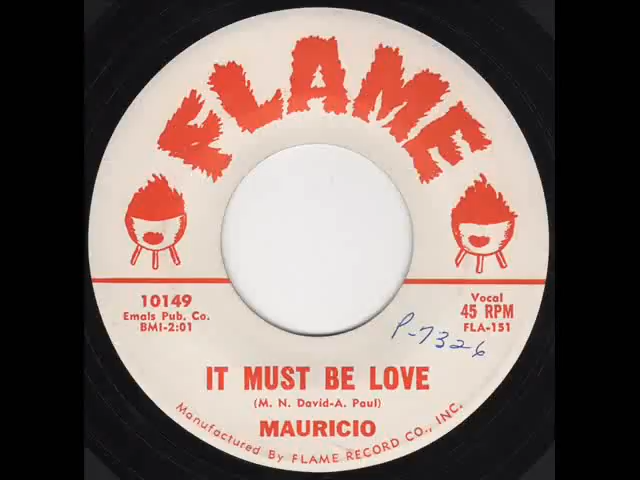 FLAME
10149
Emals Pub. Co.
BMI-2:01
Vocal
45 RPM
FLA-151
P-7326
IT MUST BE LOVE
(M. N. David-A. Paul)
MAURICIO
Manufactured By FLAME RECORD CO., INC.